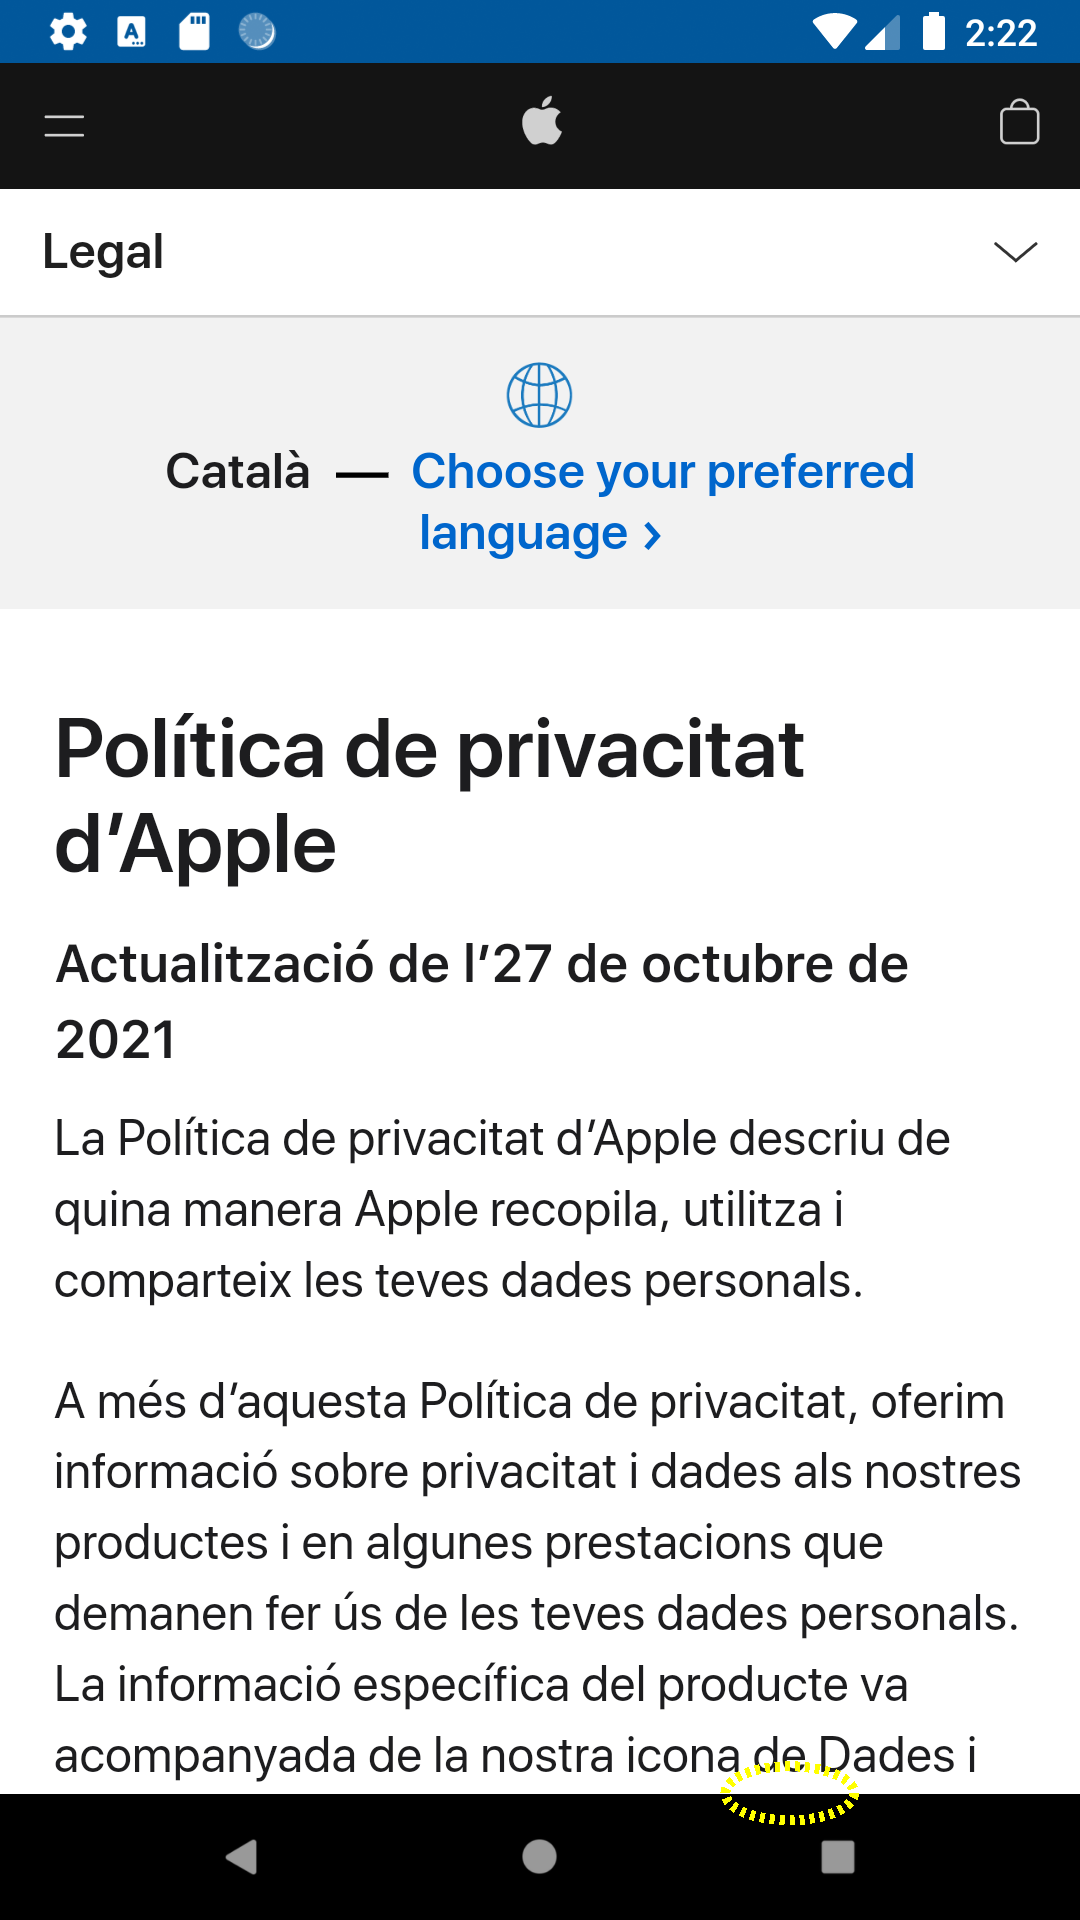 2:22
Legal
Català — Choose your preferred
language ›
Política de privacitat
d’Apple
Actualització de l’27 de octubre de
2021
La Política de privacitat d’Apple descriu de
quina manera Apple recopila, utilitza i
comparteix les teves dades personals.
A més d’aquesta Política de privacitat, oferim
informació sobre privacitat i dades als nostres
productes i en algunes prestacions que
demanen fer ús de les teves dades personals.
La informació específica del producte va
acompanyada de la nostra icona de Dades i